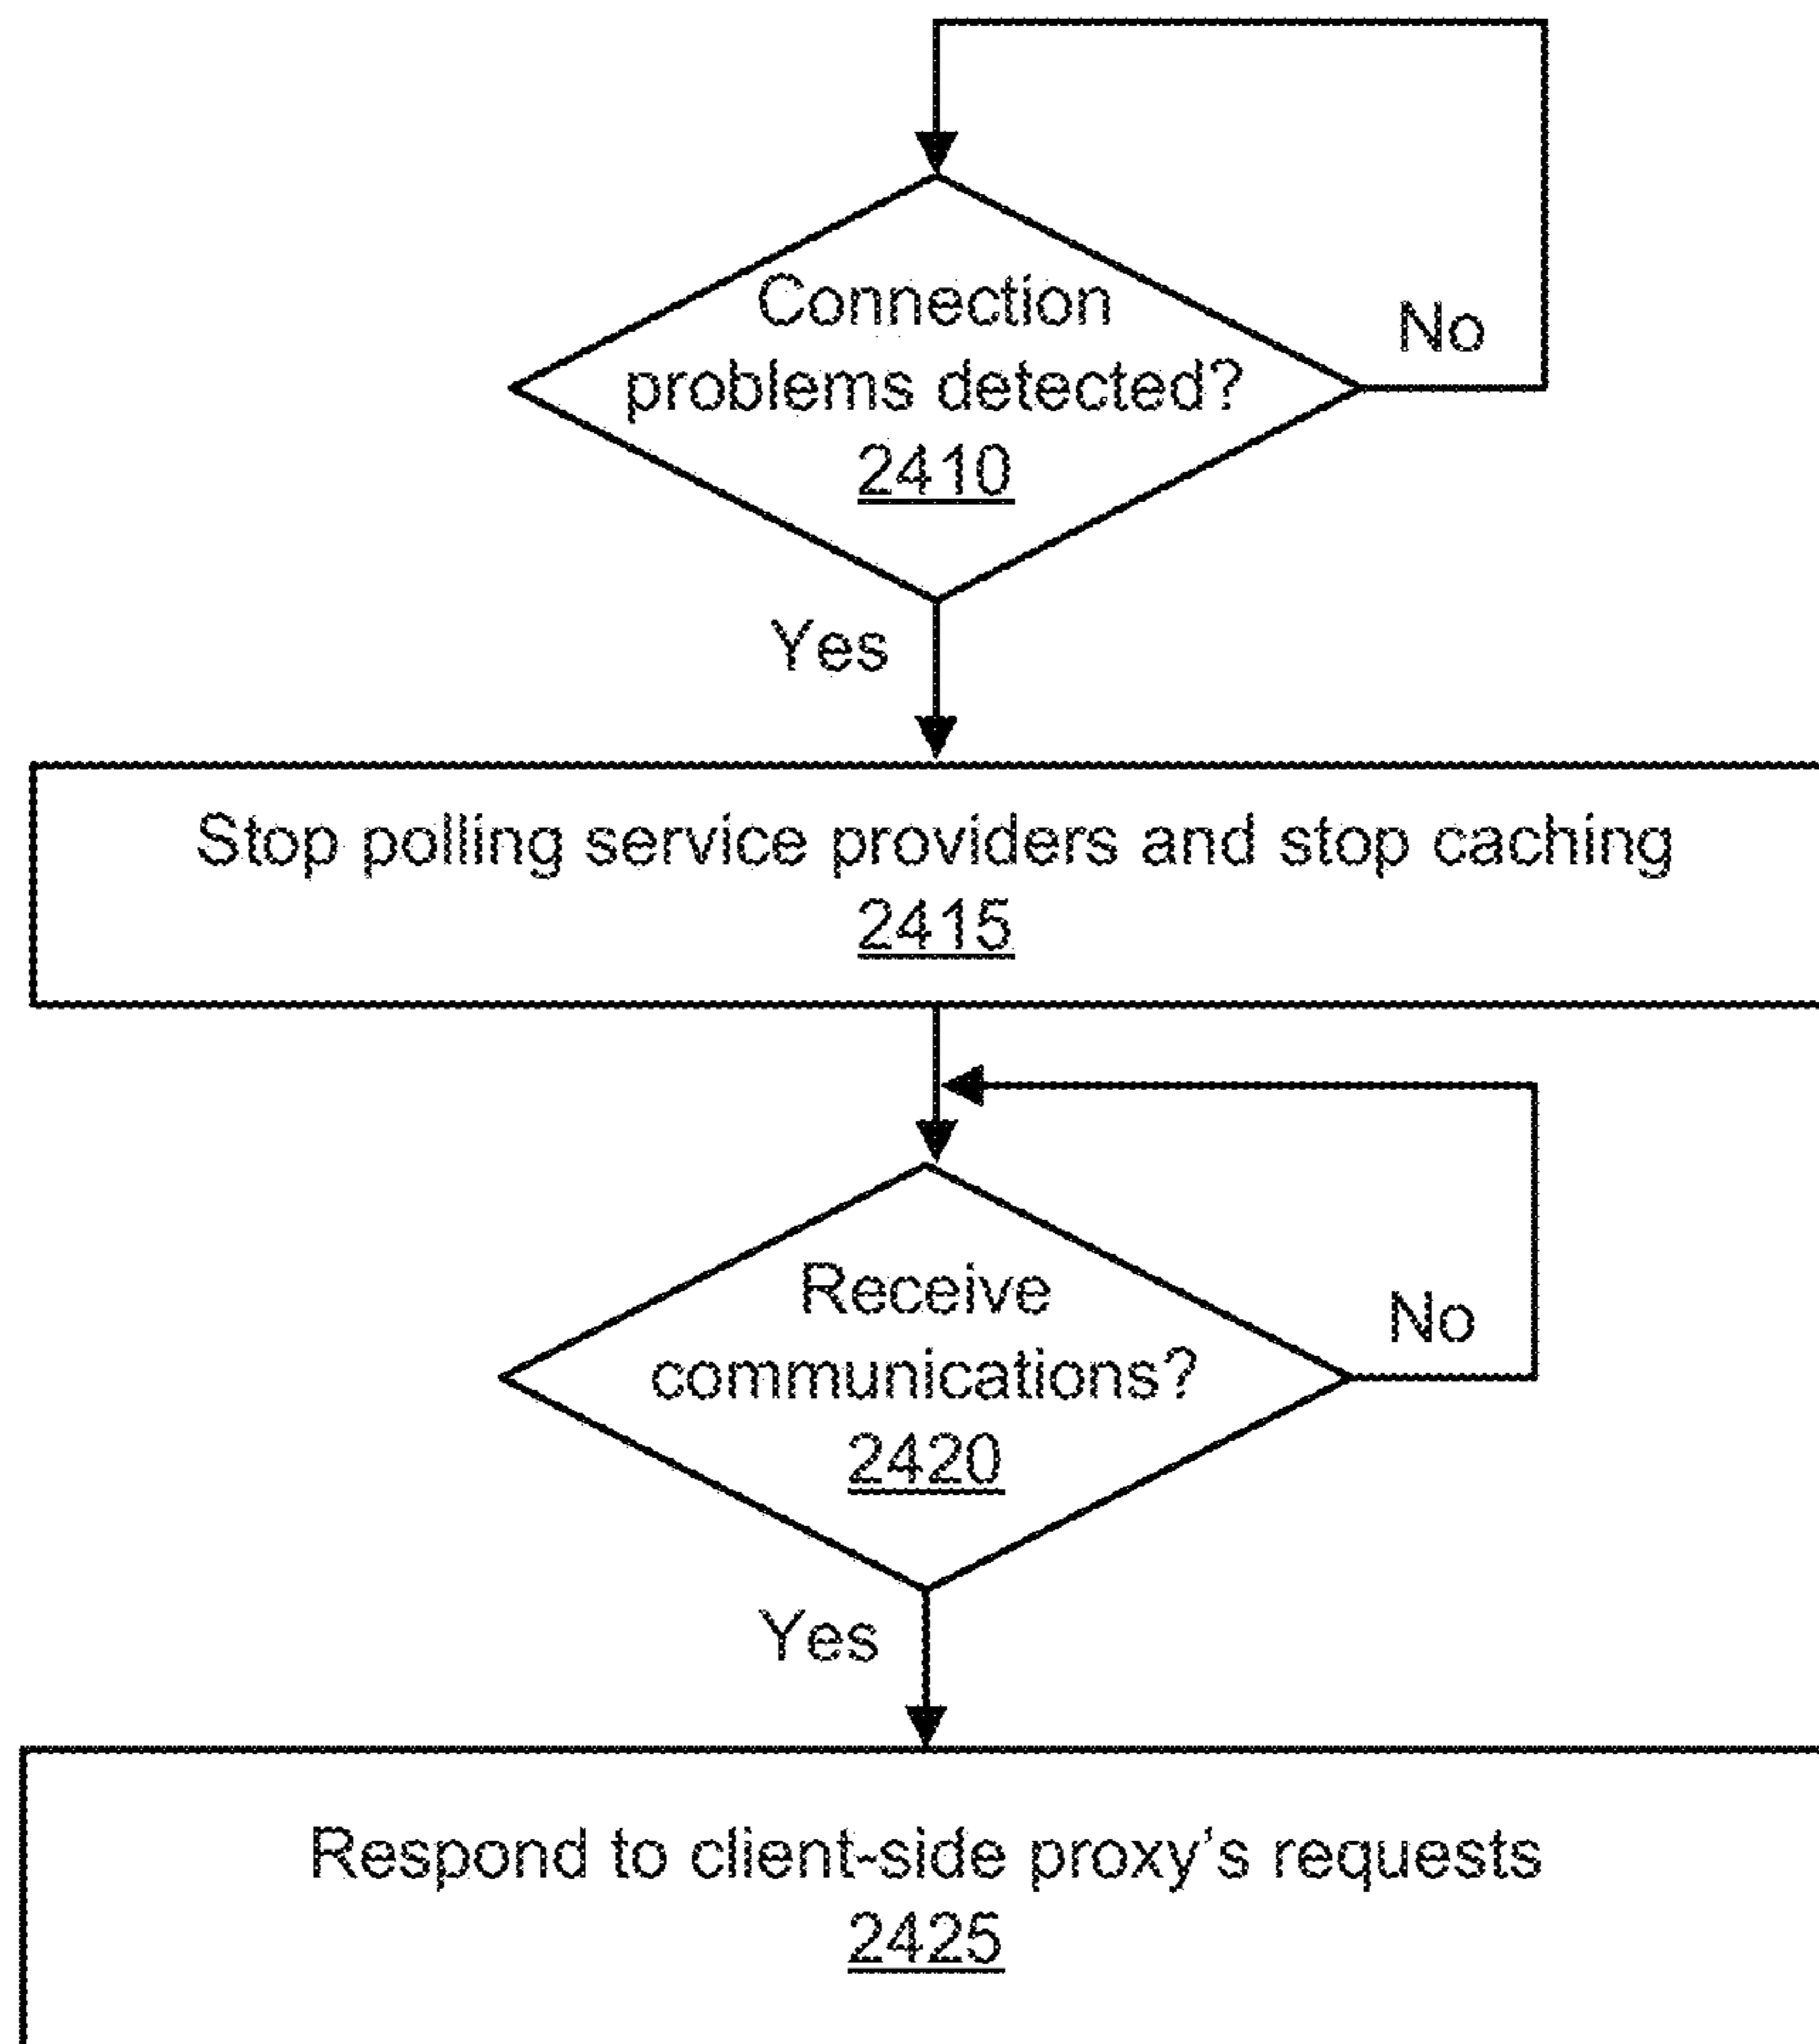 Connection
problems detected?
2410
No
Yes
Stop polling service providers and stop caching
2415
Receive
communications?
2420
No
Yes
Respond to client-side proxy's requests
2425